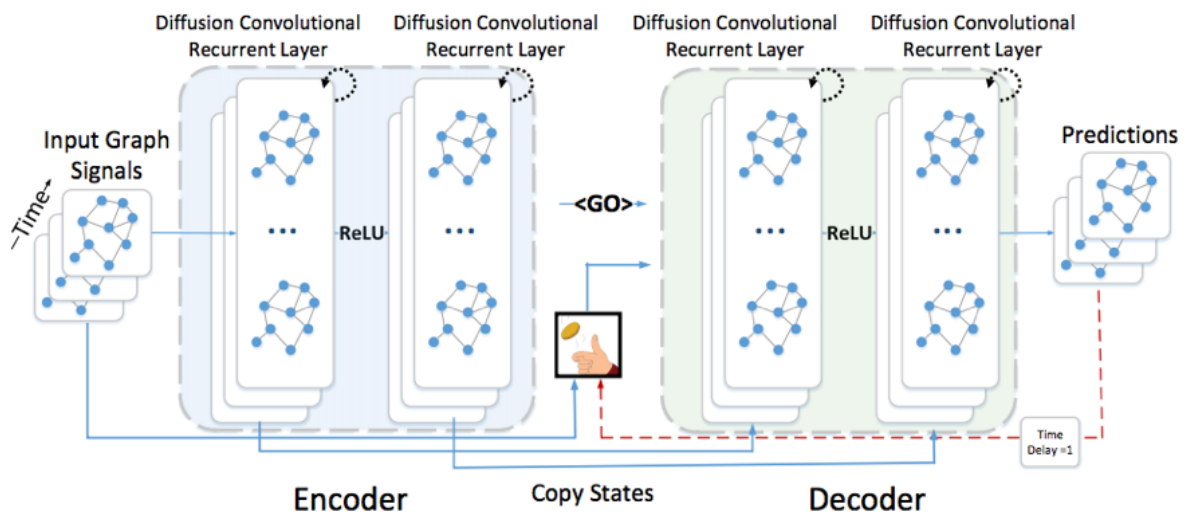 Diffusion Convolutional
Recurrent Layer
Diffusion Convolutional
Recurrent Layer
Diffusion Convolutional
Recurrent Layer
Diffusion Convolutional
Recurrent Layer
Input Graph
Signals
Predictions
—Time→
...
ReLU
...
<GO>
...
ReLU
...
Time
Delay =1
Encoder
Copy States
Decoder